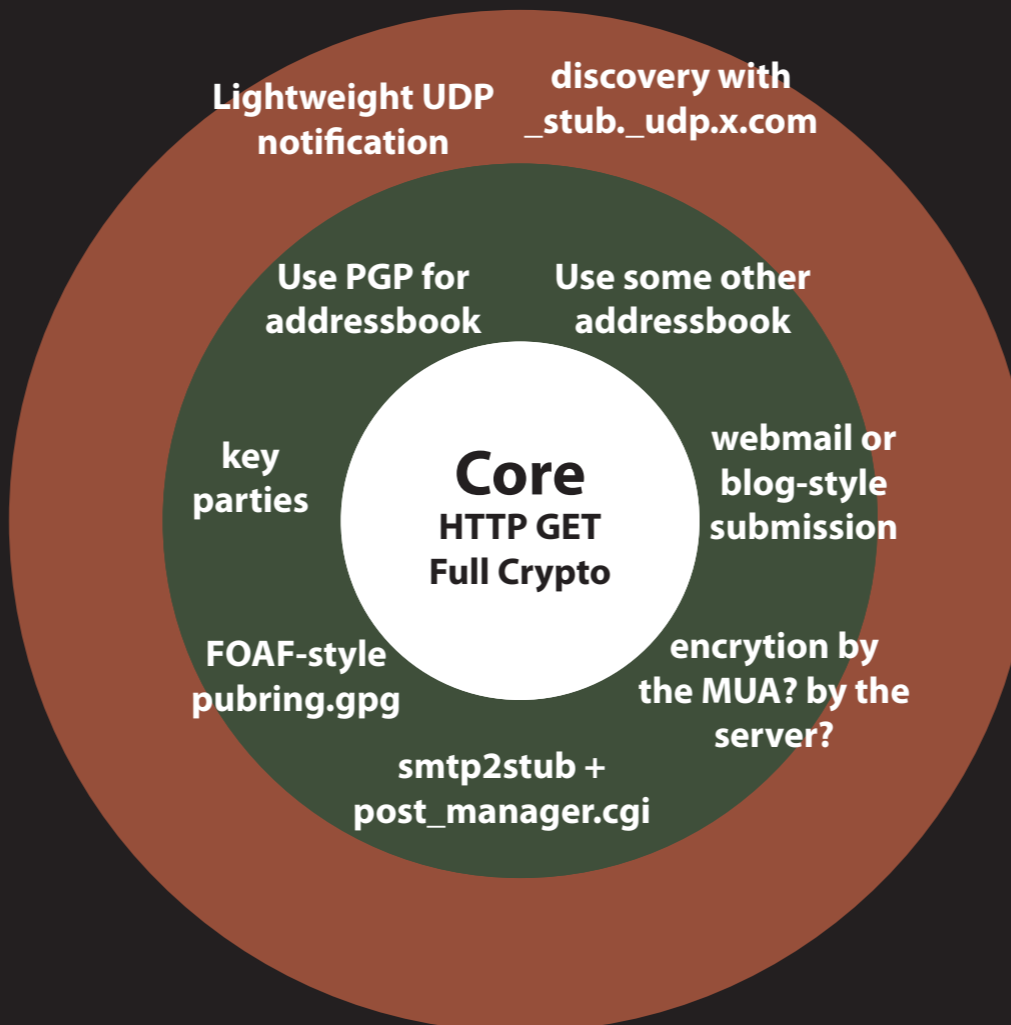 Lightweight UDP
notification
discovery with
_stub._udp.x.com
Use PGP for
addressbook
Use some other
addressbook
key
parties
Core
HTTP GET
Full Crypto
webmail or
blog-style
submission
FOAF-style
pubring.gpg
encrytion by
the MUA? by the
server?
smtp2stub +
post_manager.cgi